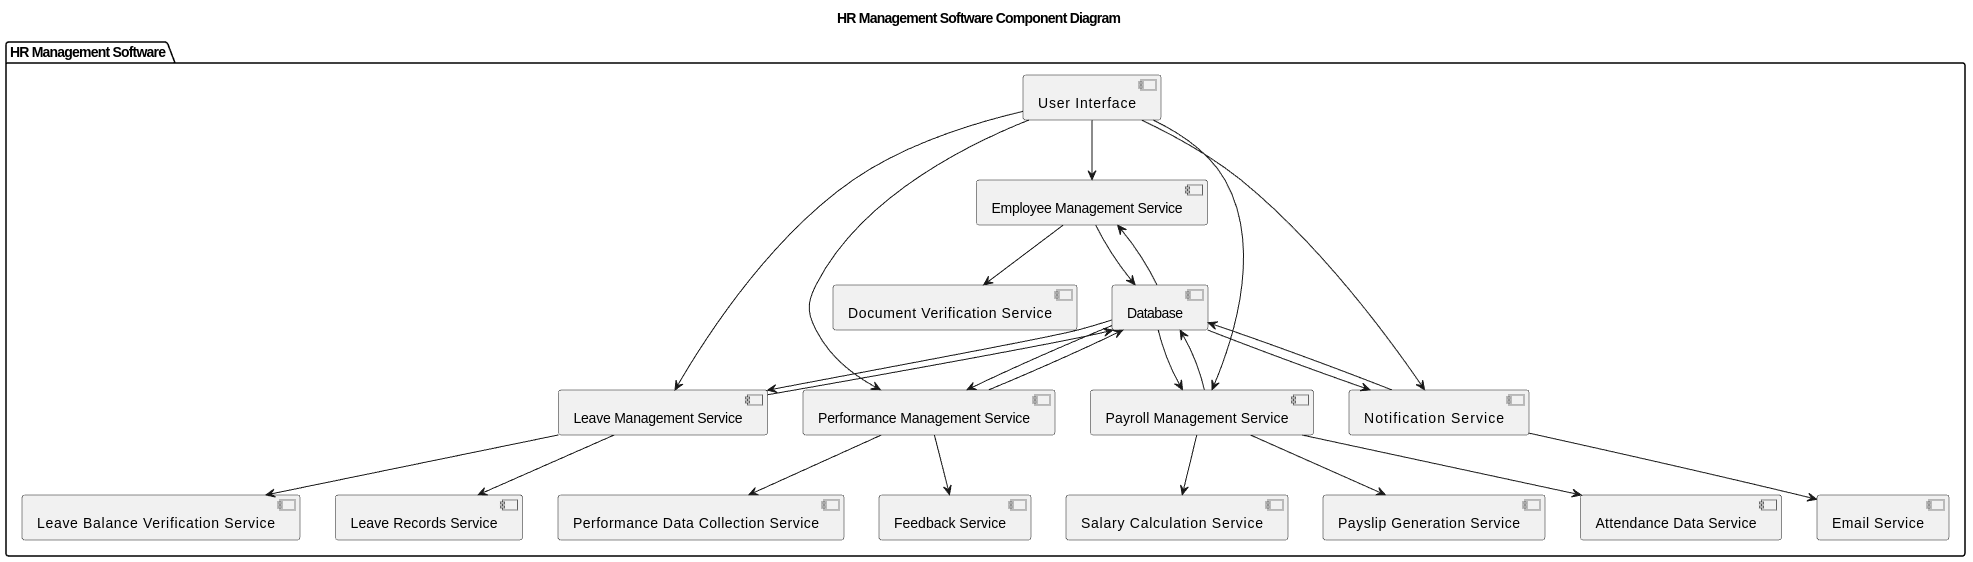 HR Management Software Component Diagram
HR Management Software
User Interface
Employee Management Service
Document Verification Service
Database
Leave Management Service
Performance Management Service
Payroll Management Service
Notification Service
Leave Balance Verification Service
Leave Records Service
Performance Data Collection Service
Feedback Service
Salary Calculation Service
Payslip Generation Service
Attendance Data Service
Email Service